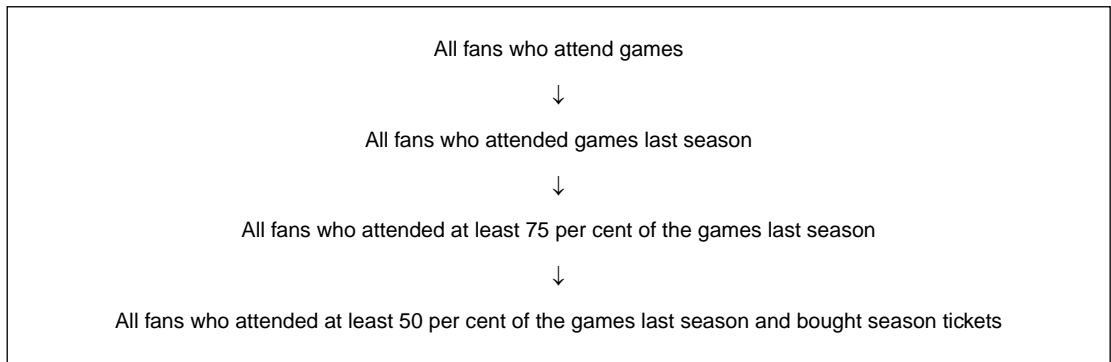 All fans who attend games
↓
All fans who attended games last season
↓
All fans who attended at least 75 per cent of the games last season
↓
All fans who attended at least 50 per cent of the games last season and bought season tickets